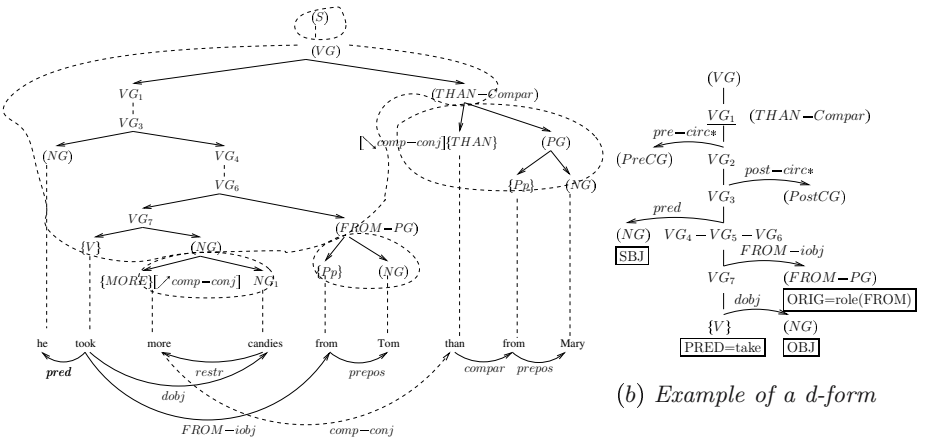 (S)
(VG)
VG1 (THAN−Compar)
VG3
[↘comp−conj]{THAN} (PG)
(NG) VG4
VG6 {Pp} (NG)
VG7 (FROM−PG)
{V} (NG)
{MORE}[↗comp−conj] NG1 {Pp} (NG)
he took more candies from Tom than from Mary
pred restr prepos compar prepos
dobj
FROM−iobj comp−conj
(VG)
VG1 (THAN−Compar)
pre−circ*
(PreCG) VG2 post−circ*
VG3 (PostCG)
pred
(NG) VG4−VG5−VG6
SBJ FROM−iobj
VG7 (FROM−PG)
dobj ORIG=role(FROM)
{V} (NG)
PRED=take OBJ
(b) Example of a d-form